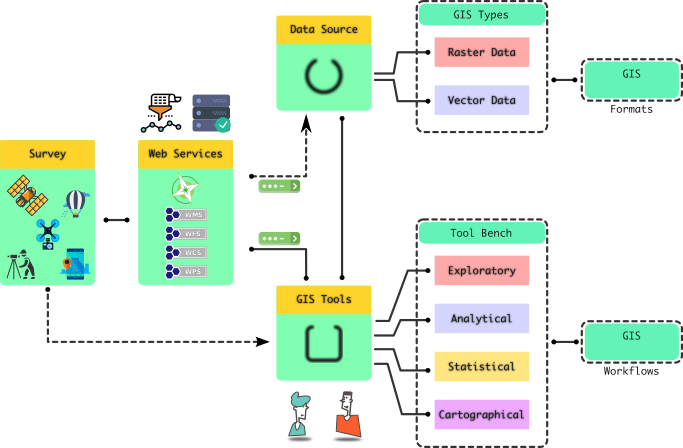 Data Source
GIS Types
Raster Data
Vector Data
GIS
Formats
Survey
Web Services
WMS
WFS
WCS
WPS
GIS Tools
Tool Bench
Exploratory
Analytical
Statistical
Cartographical
GIS
Workflows